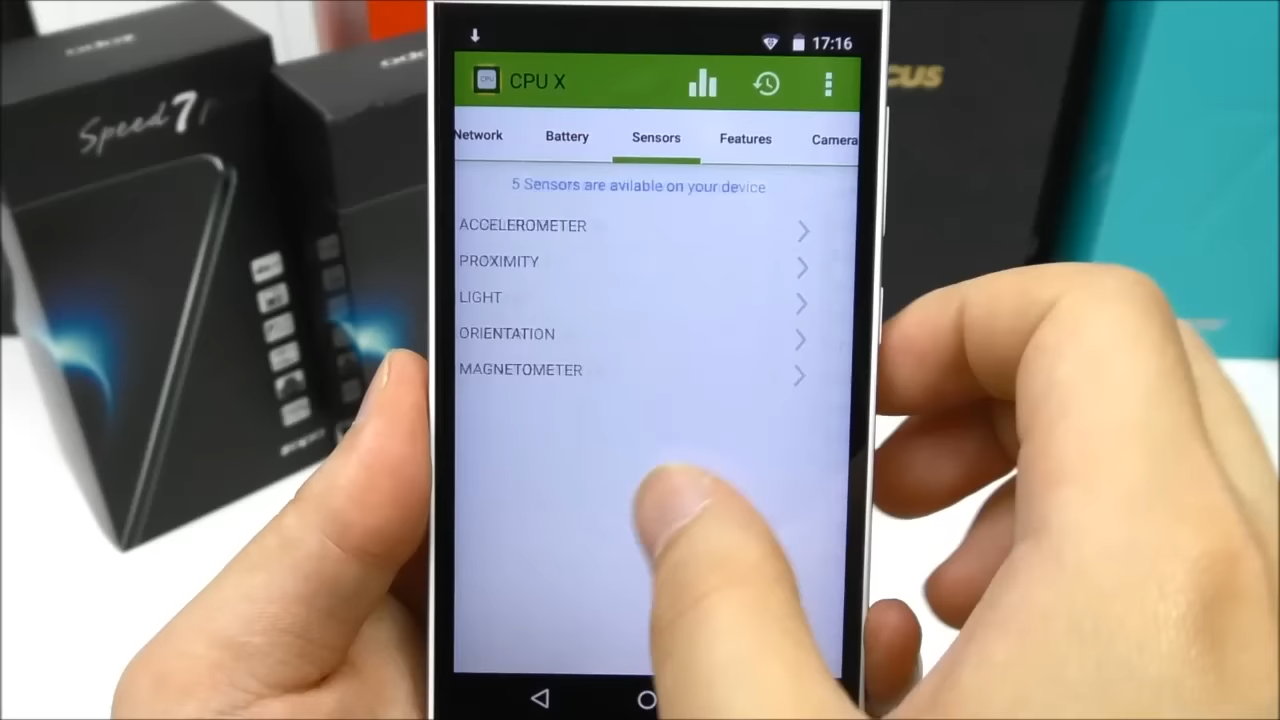 17:16
CPU X
Network Battery Sensors Features Camera
5 Sensors are avilable on your device
ACCELEROMETER
PROXIMITY
LIGHT
ORIENTATION
MAGNETOMETER
Speed 7
zopo